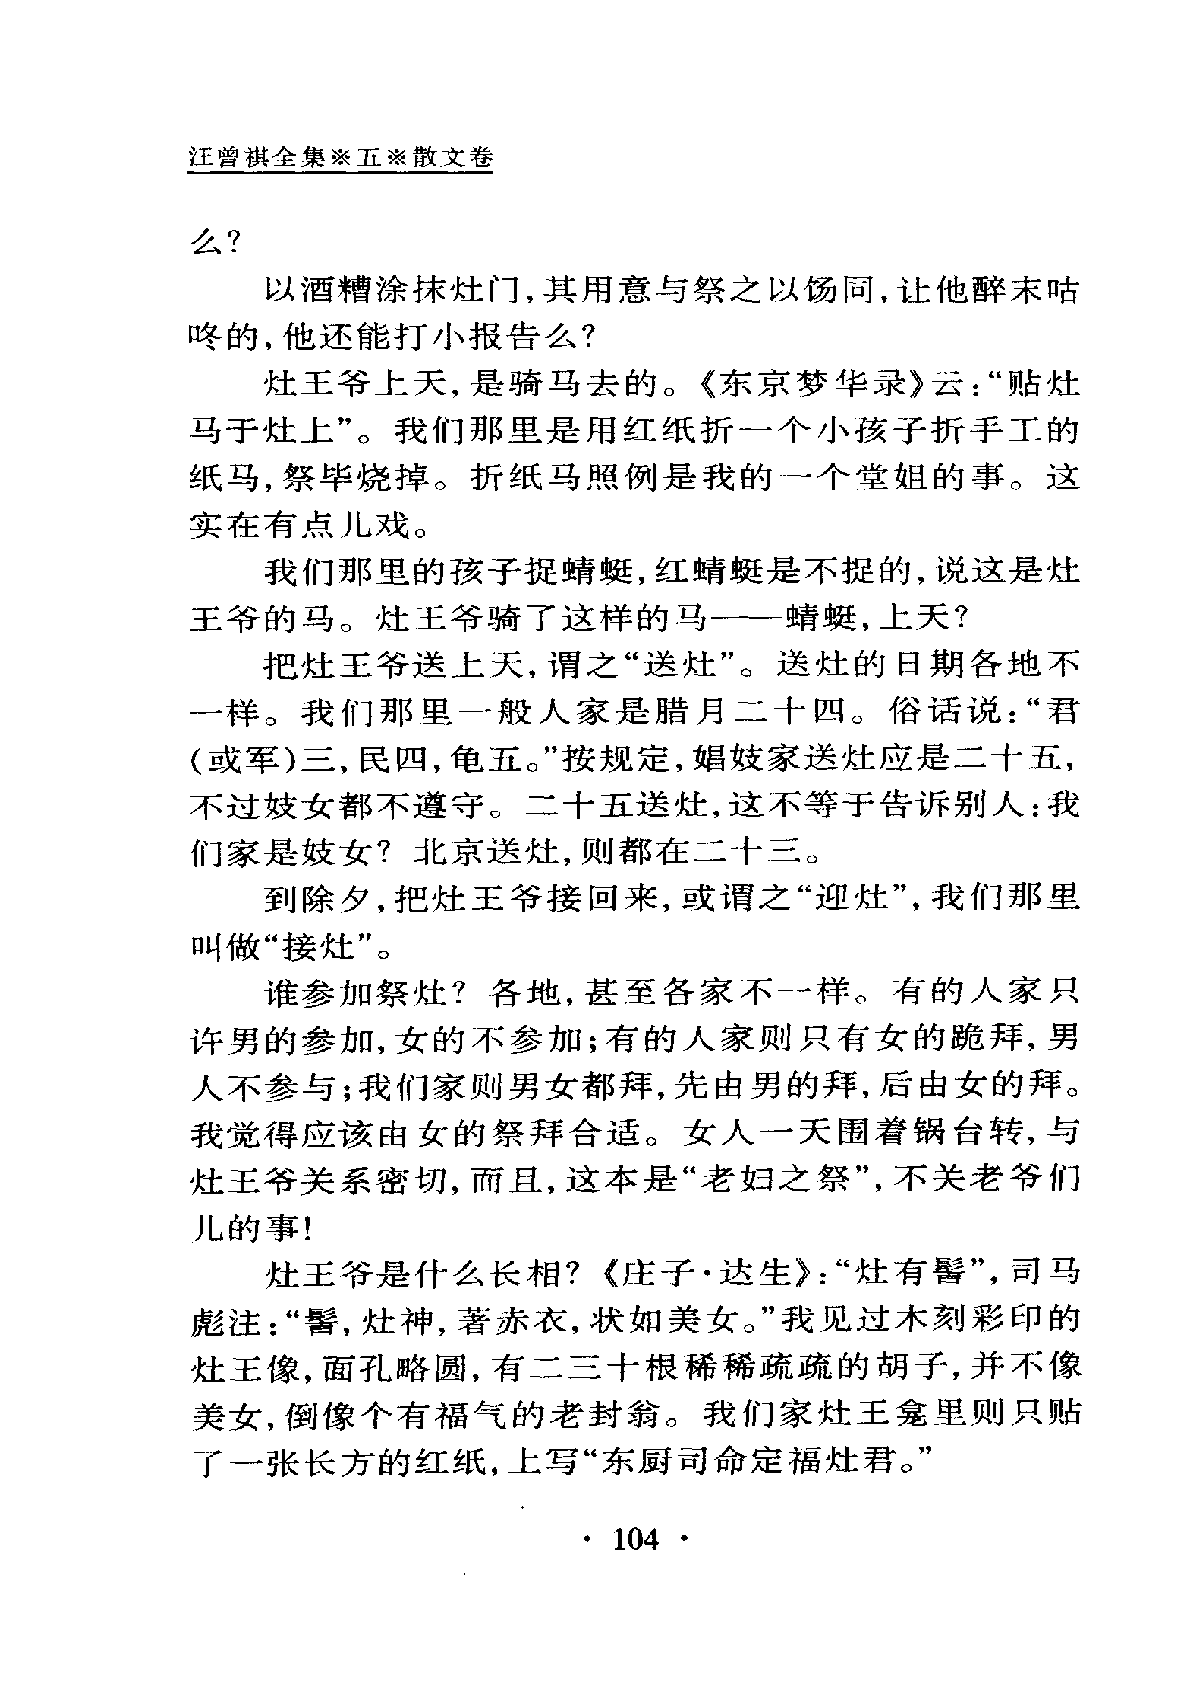 汪曾祺全集※五※散文卷
么？
以酒糟涂抹灶门，其用意与祭之以饧同，让他醉末咕
咚的，他还能打小报告么？
灶王爷上天，是骑马去的。《东京梦华录》云：“贴灶
马于灶上”。我们那里是用红纸折一个小孩子折手工的
纸马，祭毕烧掉。折纸马照例是我的一个堂姐的事。这
实在有点儿戏。
我们那里的孩子捉蜻蜓，红蜻蜓是不捉的，说这是灶
王爷的马。灶王爷骑了这样的马——蜻蜓，上天？
把灶王爷送上天，谓之“送灶”。送灶的日期各地不
一样。我们那里一般人家是腊月二十四。俗话说：“君
（或军）三，民四，龟五。”按规定，娼妓家送灶应是二十五，
不过妓女都不遵守。二十五送灶，这不等于告诉别人：我
们家是妓女？北京送灶，则都在二十三。
到除夕，把灶王爷接回来，或谓之“迎灶”，我们那里
叫做“接灶”。
谁参加祭灶？各地，甚至各家不一样。有的人家只
许男的参加，女的不参加；有的人家则只有女的跪拜，男
人不参与；我们家则男女都拜，先由男的拜，后由女的拜。
我觉得应该由女的祭拜合适。女人一天围着锅台转，与
灶王爷关系密切，而且，这本是“老妇之祭”，不关老爷们
儿的事！
灶王爷是什么长相？《庄子·达生》：“灶有髻”，司马
彪注：“髻，灶神，著赤衣，状如美女。”我见过木刻彩印的
灶王像，面孔略圆，有二三十根稀稀疏疏的胡子，并不像
美女，倒像个有福气的老封翁。我们家灶王龛里则只贴
了一张长方的红纸，上写“东厨司命定福灶君。”
· 104 ·